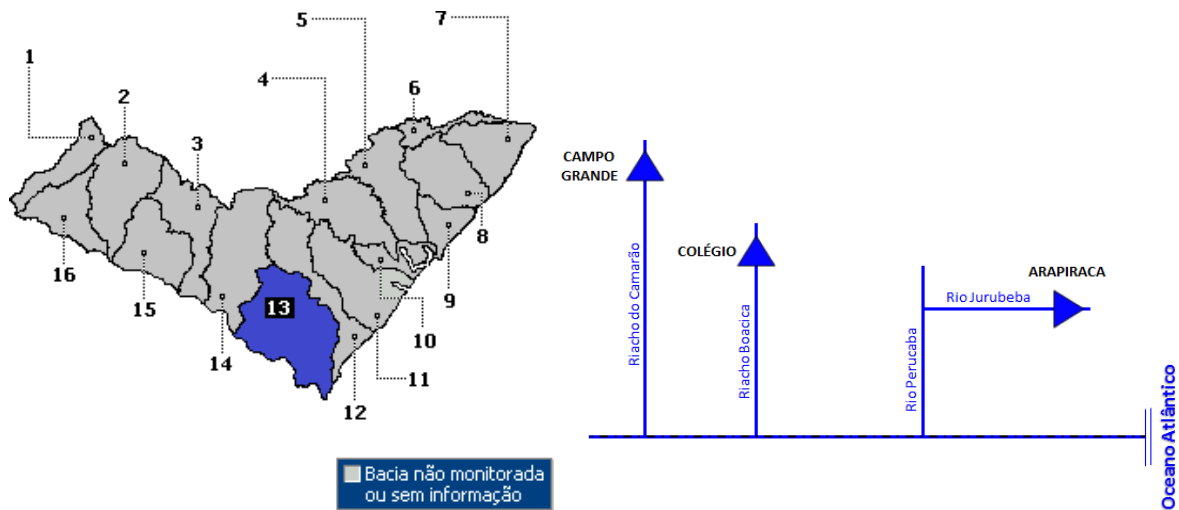 1
2
3
4
5
6
7
8
9
10
11
12
13
14
15
16
Bacia não monitorada
ou sem informação
CAMPO
GRANDE
Riacho do Camarão
COLÉGIO
Riacho Boacica
Rio Perucaba
Rio Jurubeba
ARAPIRACA
Oceano Atlântico